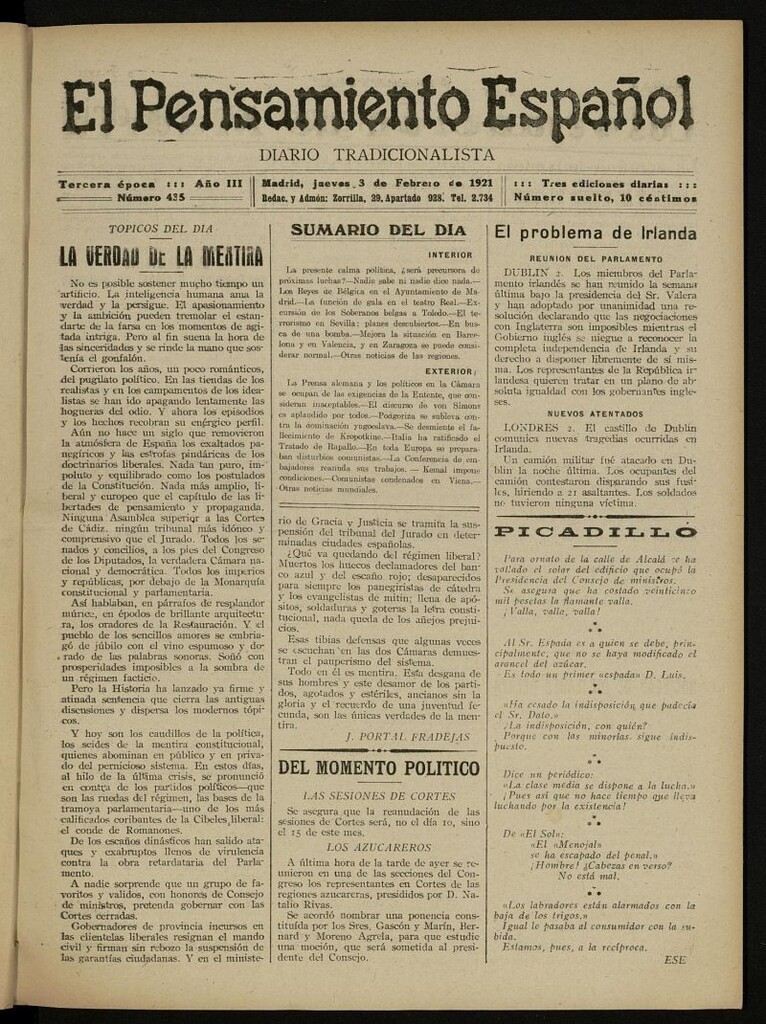 El Pensamiento Español
DIARIO TRADICIONALISTA
Tercera época ::: Año III
Número 435
Madrid, jueves 3 de Febrero de 1921
Redac. y Admón: Zorrilla, 29. Apartado 928. Tel. 2.734
::: Tres ediciones diarias :::
Número suelto, 10 céntimos
TOPICOS DEL DIA
LA VERDAD DE LA MENTIRA
No es posible sostener mucho tiempo un
artificio. La inteligencia humana ama la
verdad y la persigue. El apasionamiento
y la ambición pueden tremolar el estan-
darte de la farsa en los momentos de agi-
tada intriga. Pero al fin suena la hora de
las sinceridades y se rinde la mano que sos-
tenía el gonfalón.
Corrieron los años, un poco románticos,
del pugilato político. En las tiendas de los
realistas y en los campamentos de los idea-
listas se han ido apagando lentamente las
hogueras del odio. Y ahora los episodios
y los hechos recobran su enérgico perfil.
Aún no hace un siglo que removieron
la atmósfera de España los exaltados pa-
negíricos y las estrofas pindáricas de los
doctrinarios liberales. Nada tan puro, im-
poluto y equilibrado como los postulados
de la Constitución. Nada más amplio, li-
beral y europeo que el capítulo de las li-
bertades de pensamiento y propaganda.
Ninguna Asamblea superior a las Cortes
de Cádiz, ningún tribunal más idóneo y
comprensivo que el Jurado. Todos los se-
nados y concilios, a los pies del Congreso
de los Diputados, la verdadera Cámara na-
cional y democrática. Todos los imperios
y repúblicas, por debajo de la Monarquía
constitucional y parlamentaria.
Así hablaban, en párrafos de resplandor
múrice, en épodos de brillante arquitectu-
ra, los oradores de la Restauración. Y el
pueblo de los sencillos amores se embria-
gó de júbilo con el vino espumoso y do-
rado de las palabras sonoras. Soñó con
prosperidades imposibles a la sombra de
un régimen facticio.
Pero la Historia ha lanzado ya firme y
atinada sentencia que cierra las antiguas
discusiones y dispersa los modernos tópi-
cos.
Y hoy son los caudillos de la política,
los seides de la mentira constitucional,
quienes abominan en público y en priva-
do del pernicioso sistema. En estos días,
al hilo de la última crisis, se pronunció
en contra de los partidos políticos—que
son las ruedas del régimen, las bases de la
tramoya parlamentaria—uno de los más
calificados coribantes de la Cibeles liberal:
el conde de Romanones.
De los escaños dinásticos han salido ata-
ques y exabruptos llenos de virulencia
contra la obra retardataria del Parla-
mento.
A nadie sorprende que un grupo de fa-
voritos y validos, con honores de Consejo
de ministros, pretenda gobernar con las
Cortes cerradas.
Gobernadores de provincia incursos en
las clientelas liberales resignan el mando
civil y firman sin rebozo la suspensión de
las garantías ciudadanas. Y en el ministe-
SUMARIO DEL DIA
INTERIOR
La presente calma política, ¿será precursora de
próximas luchas?—Nadie sabe ni nadie dice nada.—
Los Reyes de Bélgica en el Ayuntamiento de Ma-
drid.—La función de gala en el teatro Real.—Ex-
cursión de los Soberanos belgas a Toledo.—El te-
rrorismo en Sevilla: planes descubiertos.—En bus-
ca de una bomba.—Mejora la situación en Barce-
lona y en Valencia, y en Zaragoza se puede consi-
derar normal.—Otras noticias de las regiones.
EXTERIOR:
La Prensa alemana y los políticos en la Cámara
se ocupan de las exigencias de la Entente, que con-
sideran inaceptables.—El discurso de von Simons
es aplaudido por todos.—Podgoriza se subleva con-
tra la dominación yugoeslava.—Se desmiente el fa-
llecimiento de Kropotkine.—Italia ha ratificado el
Tratado de Rapallo.—En toda Europa se prepara-
ban disturbios comunistas.—La Conferencia de em-
bajadores reanuda sus trabajos. — Kemal impone
condiciones.—Comunistas condenados en Viena.—
Otras noticias mundiales.
rio de Gracia y Justicia se tramita la sus-
pensión del tribunal del Jurado en deter-
minadas ciudades españolas.
¿Qué va quedando del régimen liberal?
Muertos los huecos declamadores del ban-
co azul y del escaño rojo; desaparecidos
para siempre los panegiristas de cátedra
y los evangelistas de mitin; llena de apó-
sitos, soldaduras y goteras la letra consti-
tucional, nada queda de los añejos prejui-
cios.
Esas tibias defensas que algunas veces
se escuchan en las dos Cámaras demues-
tran el pauperismo del sistema.
Todo en él es mentira. Esta desgana de
sus hombres y este desamor de los parti-
dos, agotados y estériles, ancianos sin la
gloria y el recuerdo de una juventud fe-
cunda, son las únicas verdades de la men-
tira.
J. PORTAL FRADEJAS
DEL MOMENTO POLITICO
LAS SESIONES DE CORTES
Se asegura que la reanudación de las
sesiones de Cortes será, no el día 10, sino
el 15 de este mes.
LOS AZUCAREROS
A última hora de la tarde de ayer se re-
unieron en una de las secciones del Con-
greso los representantes en Cortes de las
regiones azucareras, presididos por D. Na-
talio Rivas.
Se acordó nombrar una ponencia cons-
tituída por los Sres. Gascón y Marín, Ber-
nard y Moreno Agrela, para que estudie
una moción, que será sometida al presi-
dente del Consejo.
El problema de Irlanda
REUNION DEL PARLAMENTO
DUBLIN 2. Los miembros del Parla-
mento irlandés se han reunido la semana
última bajo la presidencia del Sr. Valera
y han adoptado por unanimidad una re-
solución declarando que las negociaciones
con Inglaterra son imposibles mientras el
Gobierno inglés se niegue a reconocer la
completa independencia de Irlanda y su
derecho a disponer libremente de sí mis-
ma. Los representantes de la República ir-
landesa quieren tratar en un plano de ab-
soluta igualdad con los gobernantes ingle-
ses.
NUEVOS ATENTADOS
LONDRES 2. El castillo de Dublín
comunica nuevas tragedias ocurridas en
Irlanda.
Un camión militar fué atacado en Du-
blín la noche última. Los ocupantes del
camión contestaron disparando sus fusi-
les, hiriendo a 21 asaltantes. Los soldados
no tuvieron ninguna víctima.
PICADILLO
Para ornato de la calle de Alcalá se ha
vallado el solar del edificio que ocupó la
Presidencia del Consejo de ministros.
Se asegura que ha costado veinticinco
mil pesetas la flamante valla.
¡Valla, valla, valla!
Al Sr. Espada es a quien se debe, prin-
cipalmente, que no se haya modificado el
arancel del azúcar.
Es todo un primer «espada» D. Luis.
«Ha cesado la indisposición que padecía
el Sr. Dato.»
¿La indisposición, con quién?
Porque con las minorías, sigue indis-
puesto.
Dice un periódico:
«La clase media se dispone a la lucha.»
¡Pues así que no hace tiempo que lleva
luchando por la existencia!
De «El Sol»:
«El «Menojal»
se ha escapado del penal.»
¡Hombre! ¿Cabezas en verso?
No está mal.
«Los labradores están alarmados con la
baja de los trigos.»
Igual le pasaba al consumidor con la su-
bida.
Estamos, pues, a la recíproca.
ESE